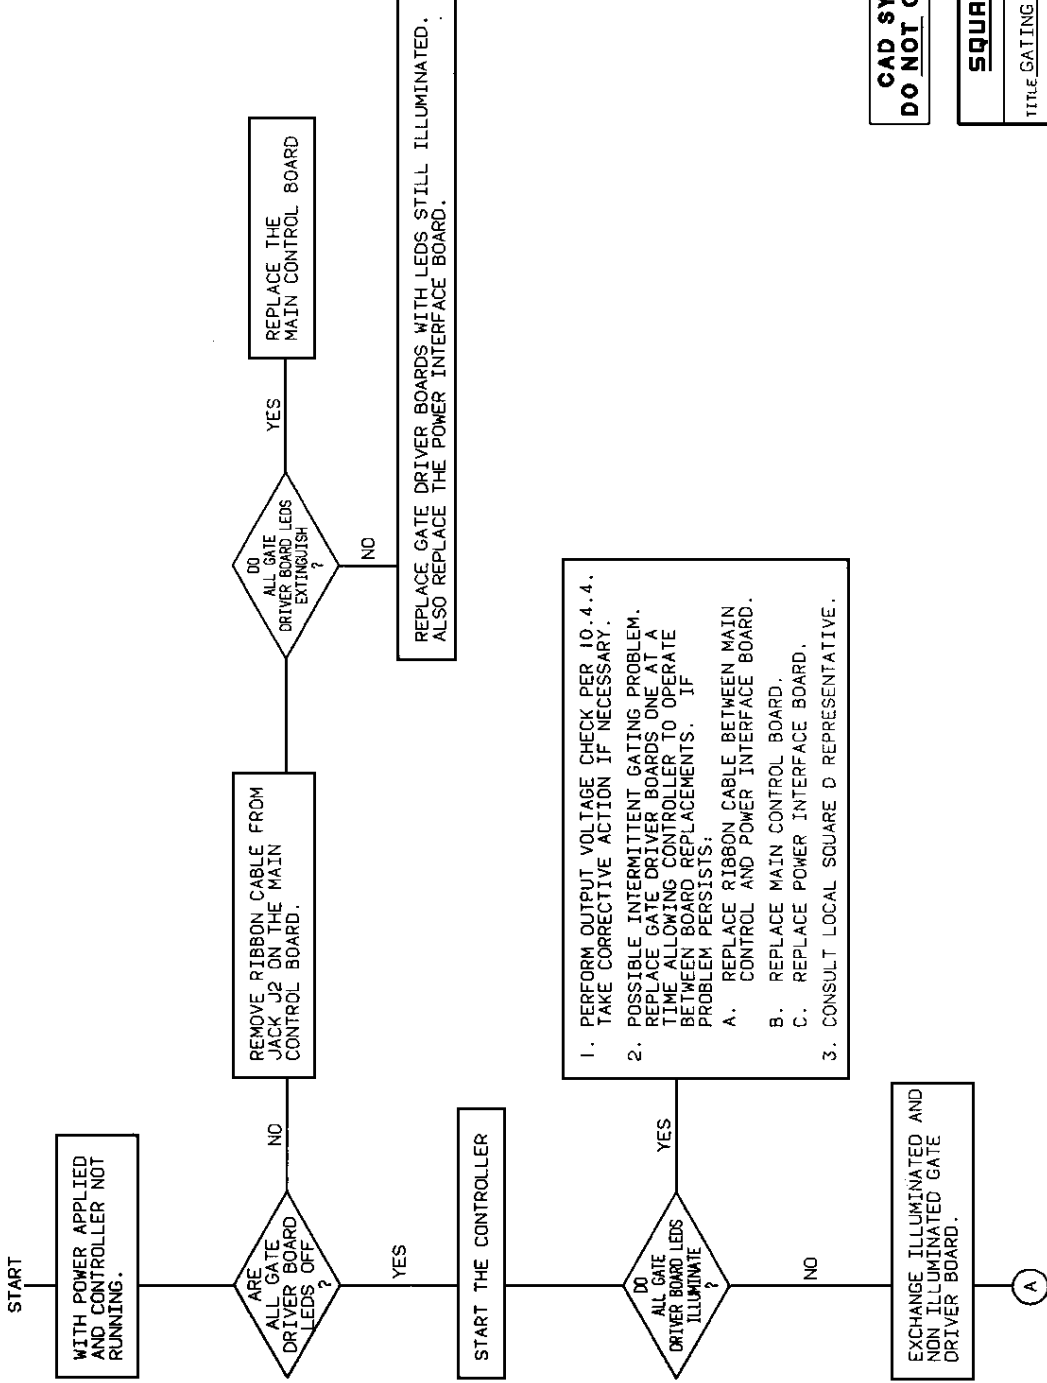 START
WITH POWER APPLIED
AND CONTROLLER NOT
RUNNING.
ARE
ALL GATE
DRIVER BOARD
LEDS OFF
?
NO
REMOVE RIBBON CABLE FROM
JACK J2 ON THE MAIN
CONTROL BOARD.
DO
ALL GATE
DRIVER BOARD LEDS
EXTINGUISH
?
YES
REPLACE THE
MAIN CONTROL BOARD
NO
REPLACE GATE DRIVER BOARDS WITH LEDS STILL ILLUMINATED.
ALSO REPLACE THE POWER INTERFACE BOARD.
YES
START THE CONTROLLER
DO
ALL GATE
DRIVER BOARD LEDS
ILLUMINATE
?
YES
1. PERFORM OUTPUT VOLTAGE CHECK PER 10.4.4.
TAKE CORRECTIVE ACTION IF NECESSARY.
2. POSSIBLE INTERMITTENT GATING PROBLEM.
REPLACE GATE DRIVER BOARDS ONE AT A
TIME ALLOWING CONTROLLER TO OPERATE
BETWEEN BOARD REPLACEMENTS. IF
PROBLEM PERSISTS:
A. REPLACE RIBBON CABLE BETWEEN MAIN
CONTROL AND POWER INTERFACE BOARD.
B. REPLACE MAIN CONTROL BOARD.
C. REPLACE POWER INTERFACE BOARD.
3. CONSULT LOCAL SQUARE D REPRESENTATIVE.
NO
EXCHANGE ILLUMINATED AND
NON ILLUMINATED GATE
DRIVER BOARD.
A
CAD SY
DO NOT
SQUA
TITLE GATING